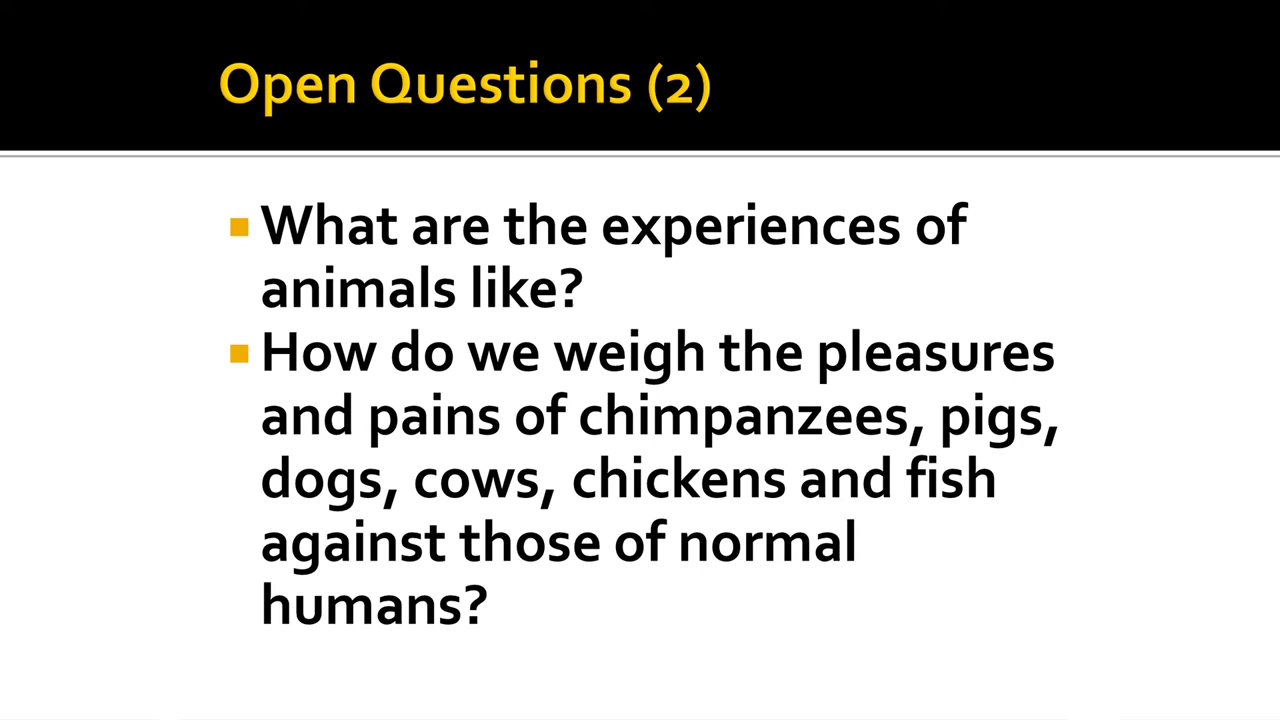 Open Questions (2)
What are the experiences of
animals like?
How do we weigh the pleasures
and pains of chimpanzees, pigs,
dogs, cows, chickens and fish
against those of normal
humans?